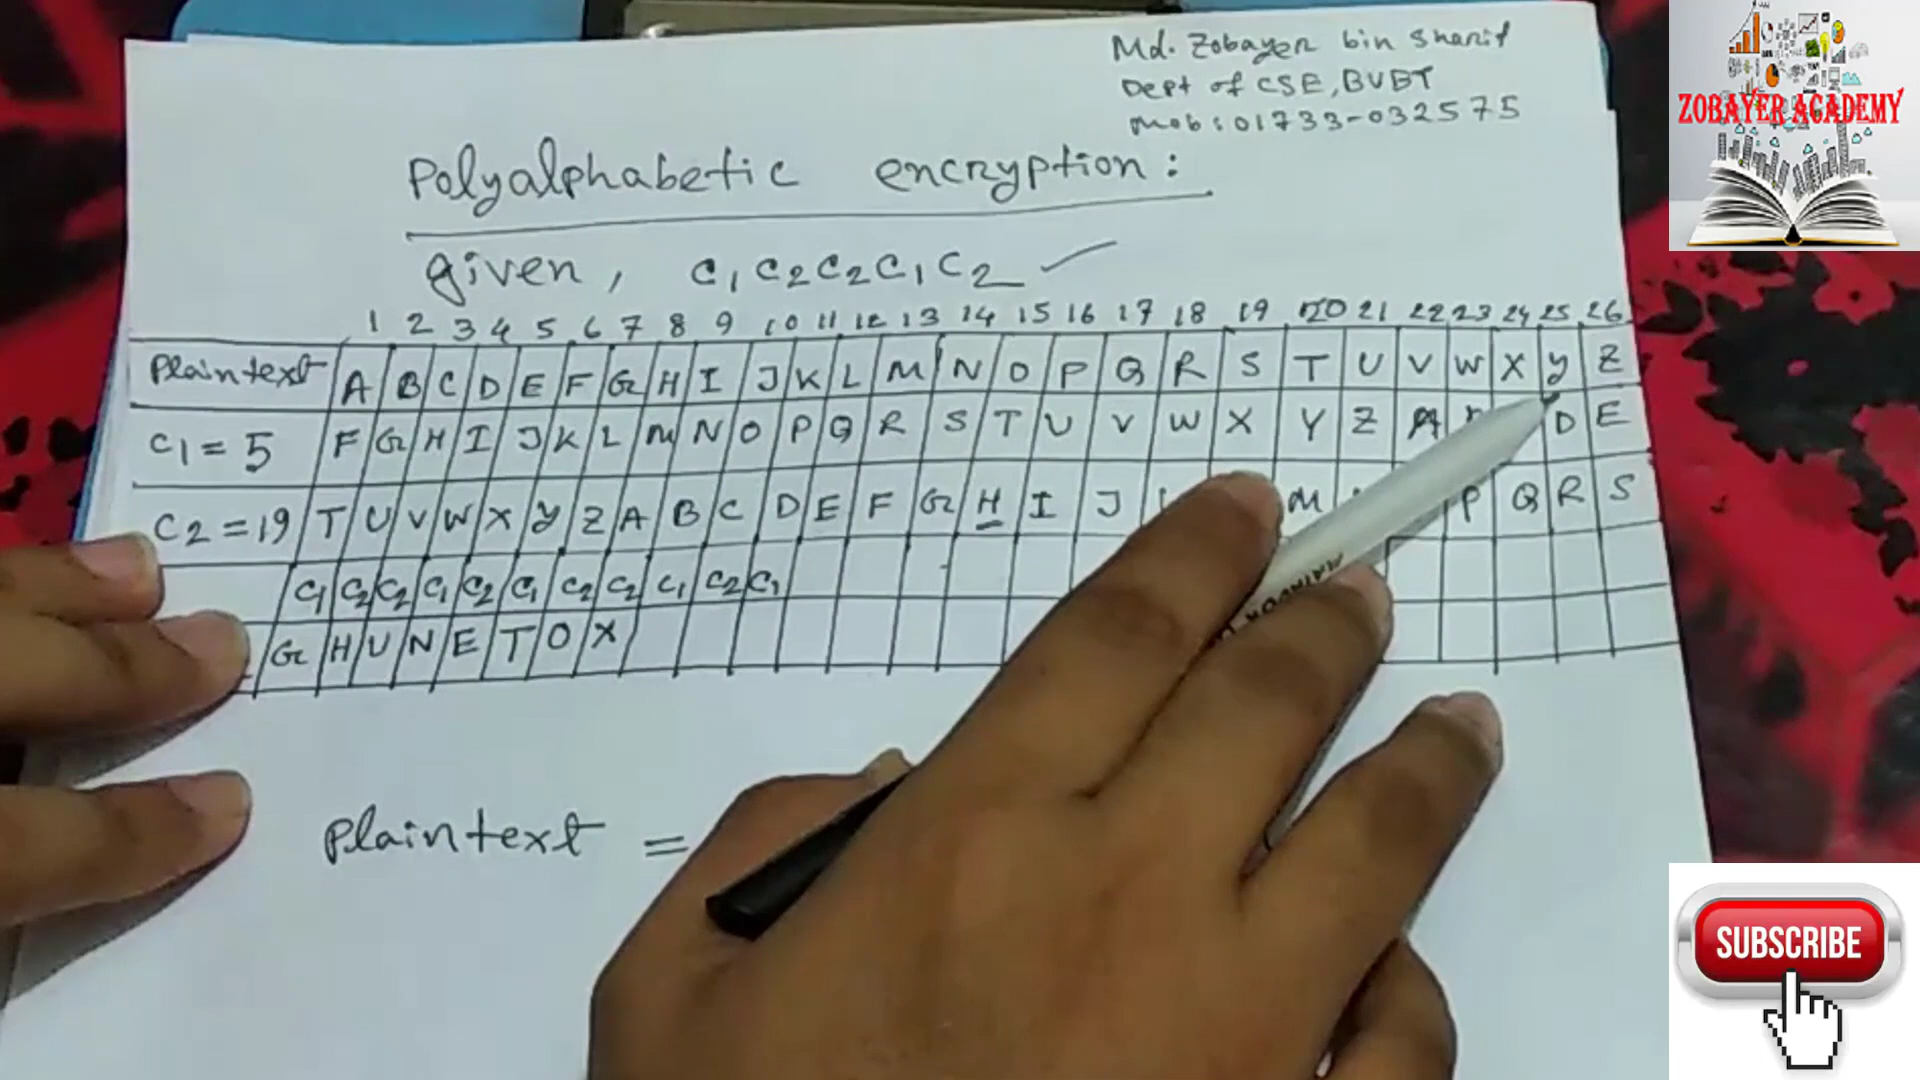 Md. Zobayer bin Sharif
Dept of CSE, BUBT
Mob: 01733-032575
ZOBAYER ACADEMY
Polyalphabetic encryption:
given, C1C2C2C1C2 ✓
1 2 3 4 5 6 7 8 9 10 11 12 13 14 15 16 17 18 19 20 21 22 23 24 25 26
Plaintext A B C D E F G H I J K L M N O P Q R S T U V W X Y Z
C1 = 5 F G H I J K L M N O P Q R S T U V W X Y Z A D E
C2 = 19 T U V W X Y Z A B C D E F G H I J M P Q R S
C1 C2 C2 C1 C2 C1 C2 C2 C1 C2 C1
G H U N E T O X
Plaintext =
SUBSCRIBE